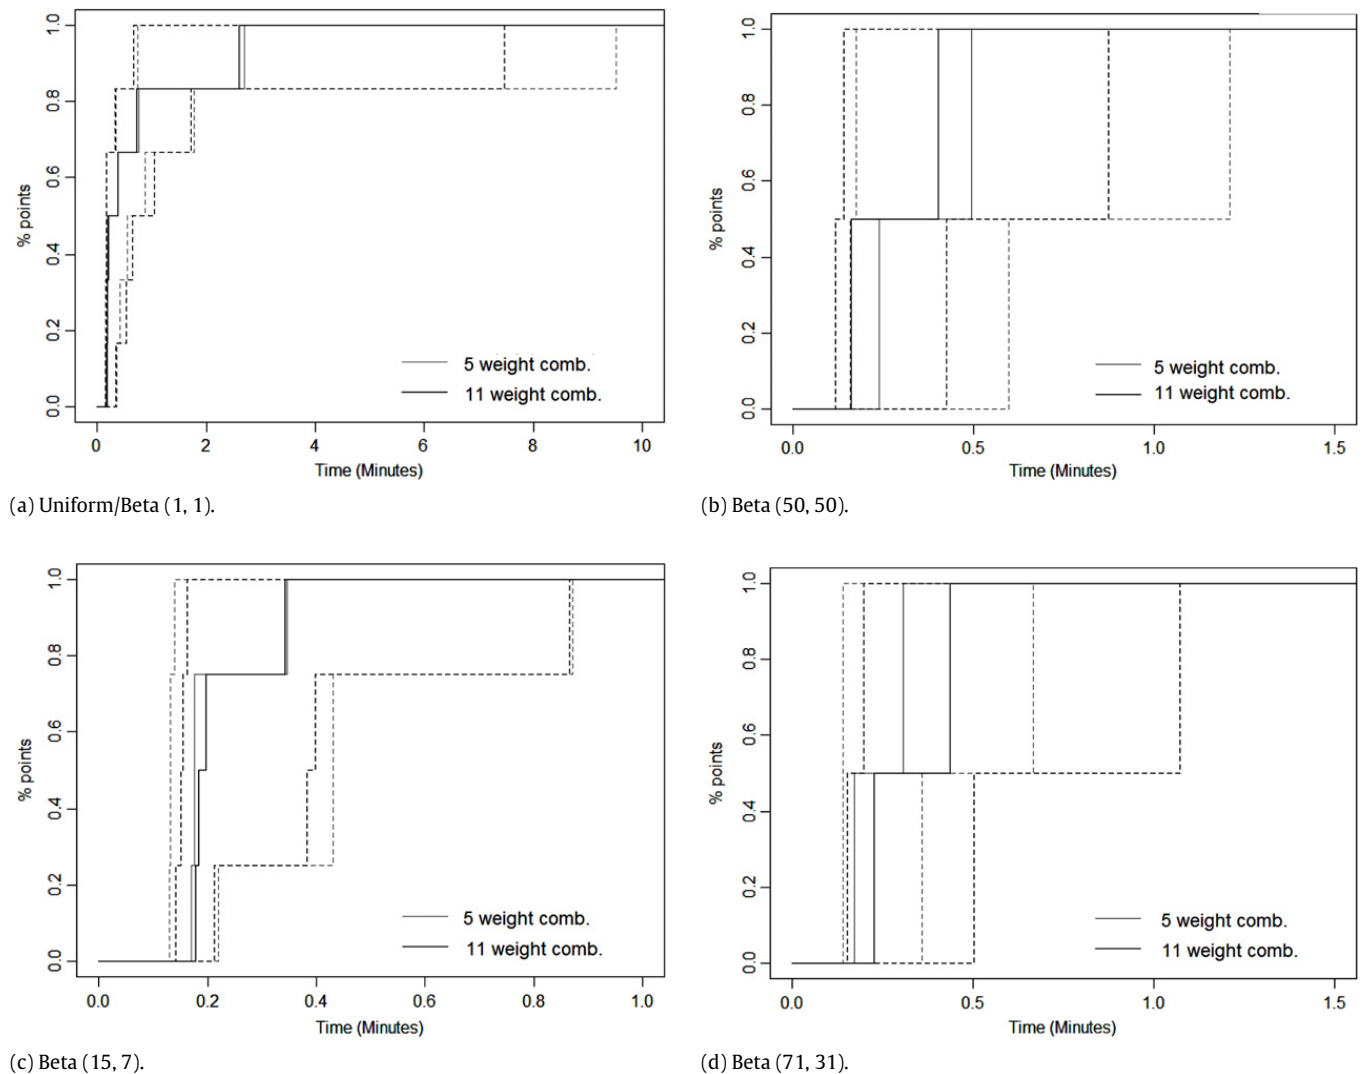 % points
1.0
0.8
0.6
0.4
0.2
0.0
5 weight comb.
11 weight comb.
0 2 4 6 8 10
Time (Minutes)
(a) Uniform/Beta (1, 1).
% points
1.0
0.8
0.6
0.4
0.2
0.0
5 weight comb.
11 weight comb.
0.0 0.5 1.0 1.5
Time (Minutes)
(b) Beta (50, 50).
% points
1.0
0.8
0.6
0.4
0.2
0.0
5 weight comb.
11 weight comb.
0.0 0.2 0.4 0.6 0.8 1.0
Time (Minutes)
(c) Beta (15, 7).
% points
1.0
0.8
0.6
0.4
0.2
0.0
5 weight comb.
11 weight comb.
0.0 0.5 1.0 1.5
Time (Minutes)
(d) Beta (71, 31).